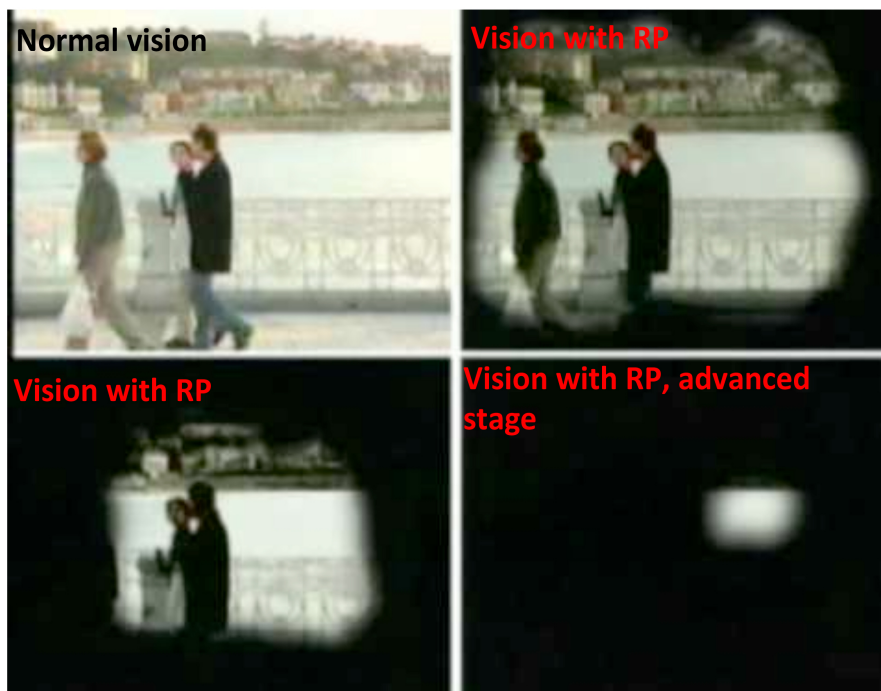 Normal vision
Vision with RP
Vision with RP
Vision with RP, advanced
stage